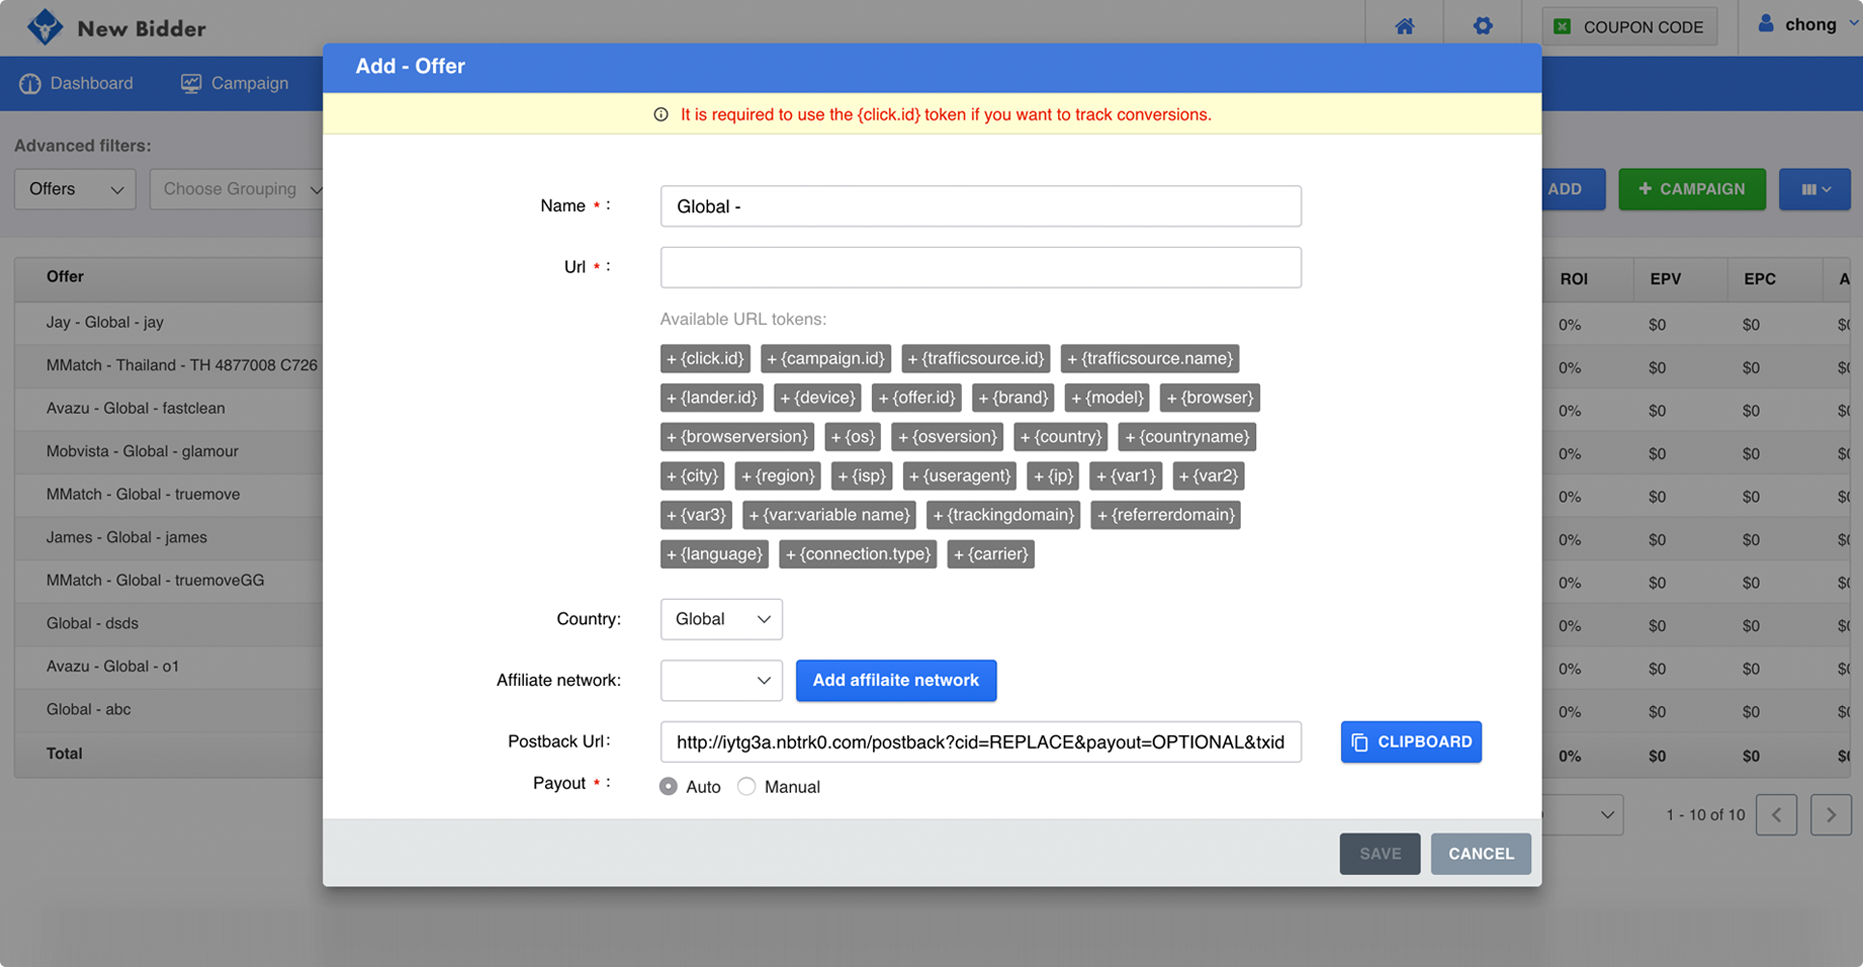 New Bidder
COUPON CODE
chong
Dashboard
Campaign
Add - Offer
It is required to use the {click.id} token if you want to track conversions.
Advanced filters:
Offers
Choose Grouping
ADD
+ CAMPAIGN
Name * :
Global -
Url * :
Available URL tokens:
+ {click.id} + {campaign.id} + {trafficsource.id} + {trafficsource.name}
+ {lander.id} + {device} + {offer.id} + {brand} + {model} + {browser}
+ {browserversion} + {os} + {osversion} + {country} + {countryname}
+ {city} + {region} + {isp} + {useragent} + {ip} + {var1} + {var2}
+ {var3} + {var:variable name} + {trackingdomain} + {referrerdomain}
+ {language} + {connection.type} + {carrier}
Country:
Global
Affiliate network:
Add affilaite network
Postback Url:
http://iytg3a.nbtrk0.com/postback?cid=REPLACE&payout=OPTIONAL&txid
CLIPBOARD
Payout * :
Auto
Manual
SAVE
CANCEL
Offer
ROI EPV EPC A
Jay - Global - jay
0% $0 $0
MMatch - Thailand - TH 4877008 C726
0% $0 $0
Avazu - Global - fastclean
0% $0 $0
Mobvista - Global - glamour
0% $0 $0
MMatch - Global - truemove
0% $0 $0
James - Global - james
0% $0 $0
MMatch - Global - truemoveGG
0% $0 $0
Global - dsds
0% $0 $0
Avazu - Global - o1
0% $0 $0
Global - abc
0% $0 $0
Total
0% $0 $0
1 - 10 of 10